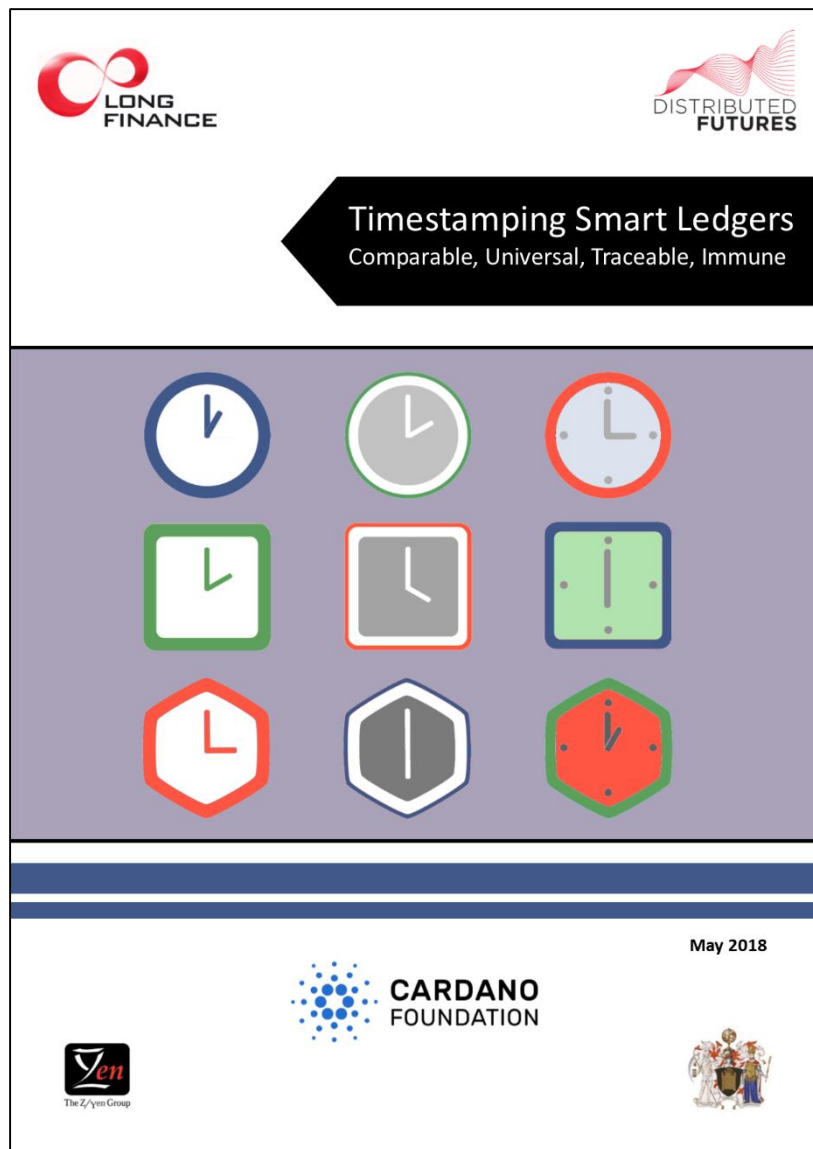 LONG
FINANCE
DISTRIBUTED
FUTURES
Timestamping Smart Ledgers
Comparable, Universal, Traceable, Immune
May 2018
CARDANO
FOUNDATION
Z/yen
The Z/yen Group